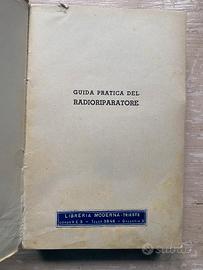 GUIDA PRATICA DEL
RADIORIPARATORE
LIBRERIA MODERNA - TRIESTE
subito